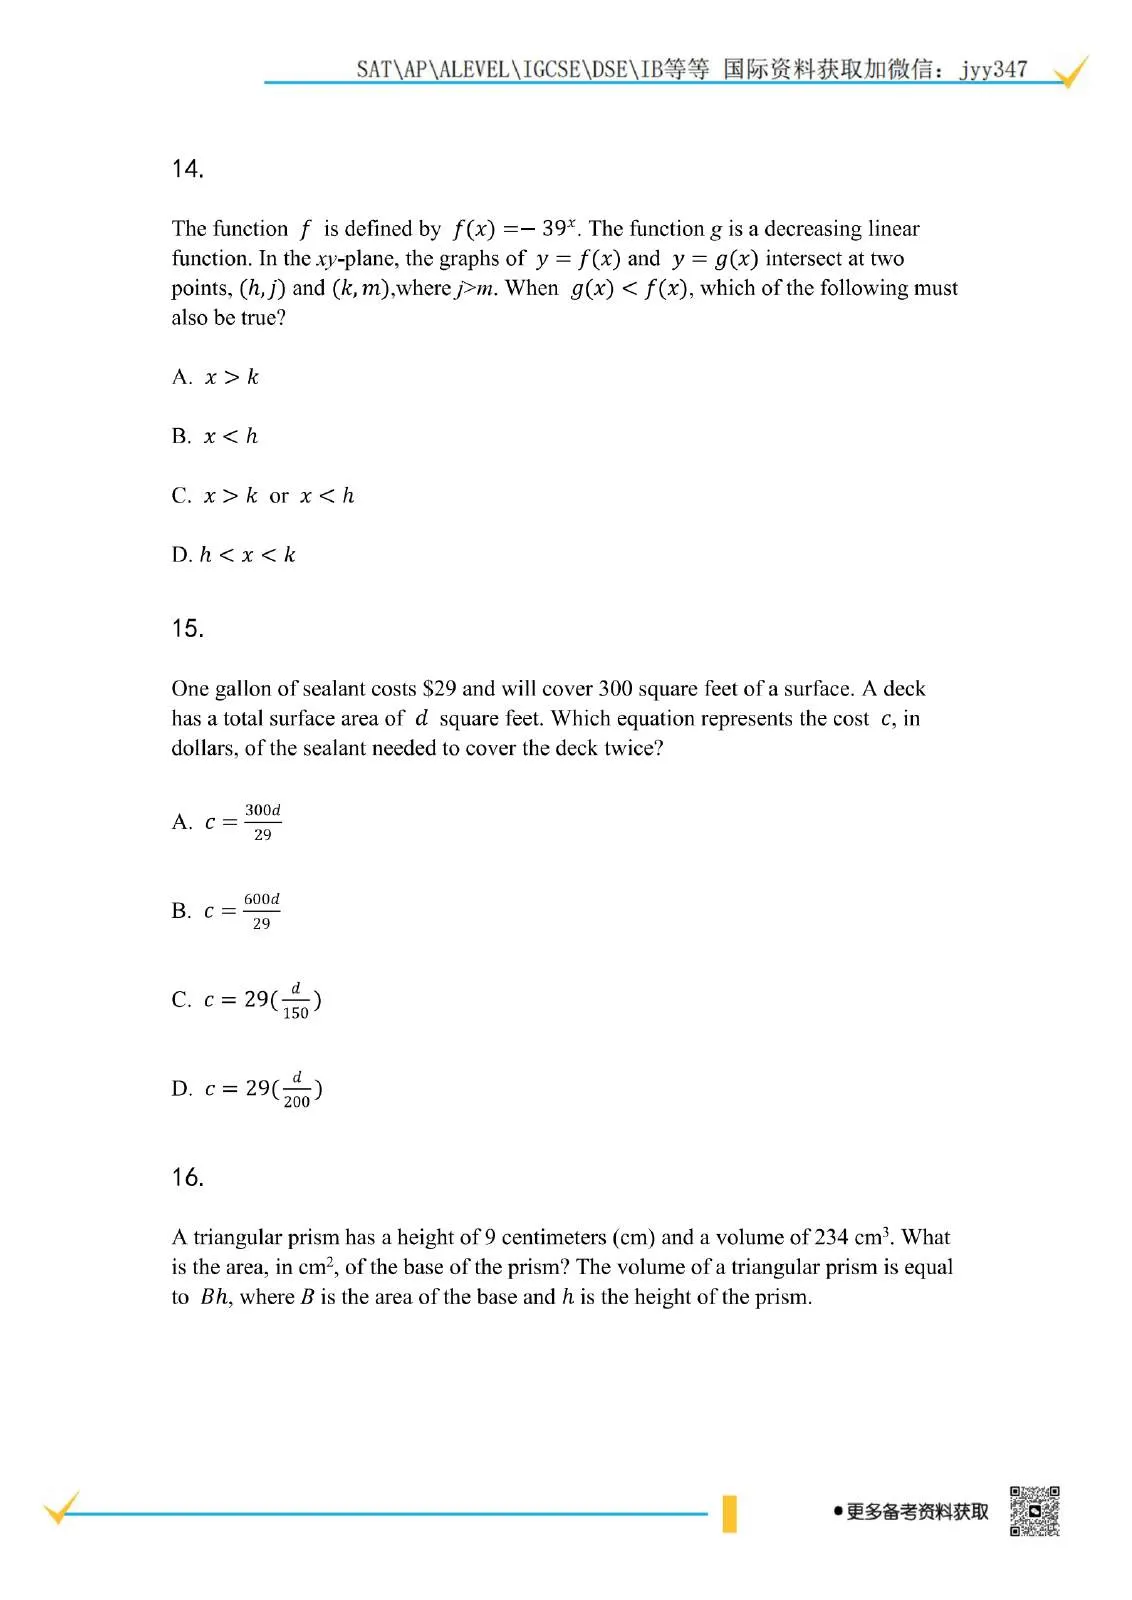 SAT\AP\ALEVEL\IGCSE\DSE\IB等等 国际资料获取加微信：jyy347
14.
The function f is defined by f(x) =− 39ˣ. The function g is a decreasing linear
function. In the xy-plane, the graphs of y = f(x) and y = g(x) intersect at two
points, (h, j) and (k, m),where j>m. When g(x) < f(x), which of the following must
also be true?
A. x > k
B. x < h
C. x > k or x < h
D. h < x < k
15.
One gallon of sealant costs $29 and will cover 300 square feet of a surface. A deck
has a total surface area of d square feet. Which equation represents the cost c, in
dollars, of the sealant needed to cover the deck twice?
A. c = 300d/29
B. c = 600d/29
C. c = 29(d/150)
D. c = 29(d/200)
16.
A triangular prism has a height of 9 centimeters (cm) and a volume of 234 cm³. What
is the area, in cm², of the base of the prism? The volume of a triangular prism is equal
to Bh, where B is the area of the base and h is the height of the prism.
•更多备考资料获取